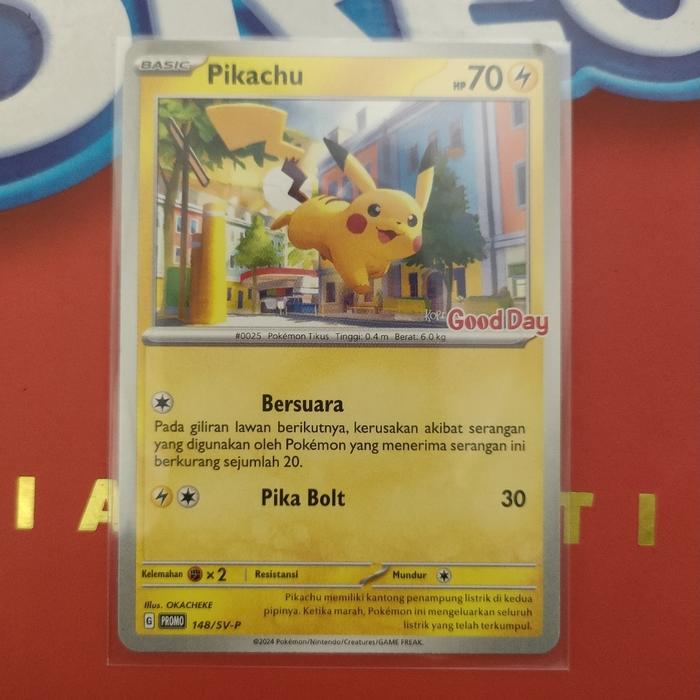 BASIC
Pikachu
HP 70
KOPI
Good Day
#0025 Pokémon Tikus Tinggi: 0.4 m Berat: 6.0 kg
Bersuara
Pada giliran lawan berikutnya, kerusakan akibat serangan
yang digunakan oleh Pokémon yang menerima serangan ini
berkurang sejumlah 20.
Pika Bolt 30
Kelemahan ×2 Resistansi Mundur
Illus. OKACHEKE
G PROMO 148/SV-P
Pikachu memiliki kantong penampung listrik di kedua
pipinya. Ketika marah, Pokémon ini mengeluarkan seluruh
listrik yang telah terkumpul.
©2024 Pokémon/Nintendo/Creatures/GAME FREAK.